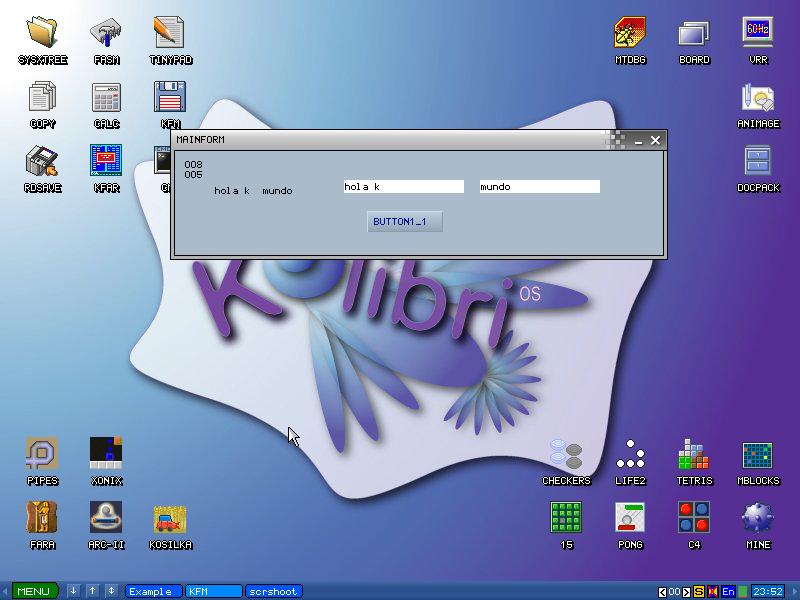 SYSXTREE FASM TINYPAD MTDBG BOARD VRR
60Hz
COPY CALC KFM ANIMAGE
RDSAVE KFAR DOCPACK
MAINFORM
008
005
hola k mundo hola k mundo
BUTTON1_1
Kolibri OS
PIPES XONIX CHECKERS LIFE2 TETRIS MBLOCKS
FARA ARC-II KOSILKA 15 PONG C4 MINE
MENU Example KFM scrshoot 00 S En 23:52